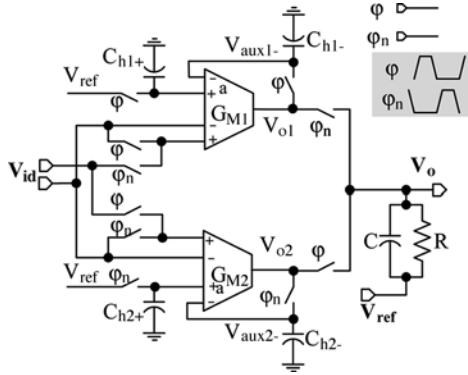 φ
φn
φ
φn
Ch1+
Vaux1-
Ch1-
Vref
φ
-
a
+
GM1
-
+
φ
Vo1
φn
φ
φn
Vid
φ
φn
Vo
C
R
Vref
+
-
GM2
+a
-
Vo2
φ
φn
Vref
φn
Ch2+
Vaux2-
Ch2-